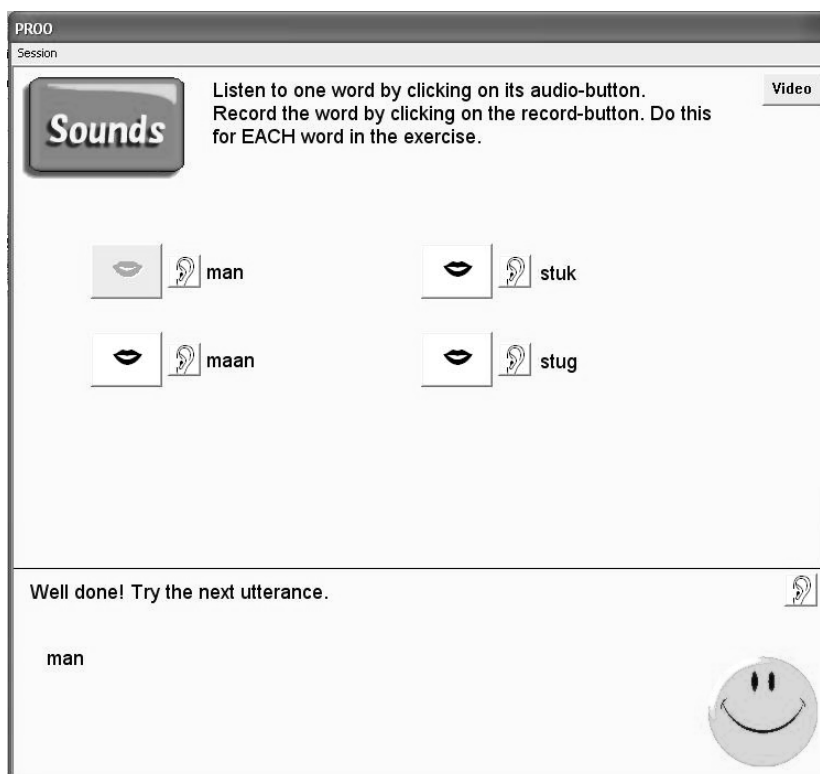 PROO
Session
Sounds
Listen to one word by clicking on its audio-button.
Record the word by clicking on the record-button. Do this
for EACH word in the exercise.
Video
man
stuk
maan
stug
Well done! Try the next utterance.
man